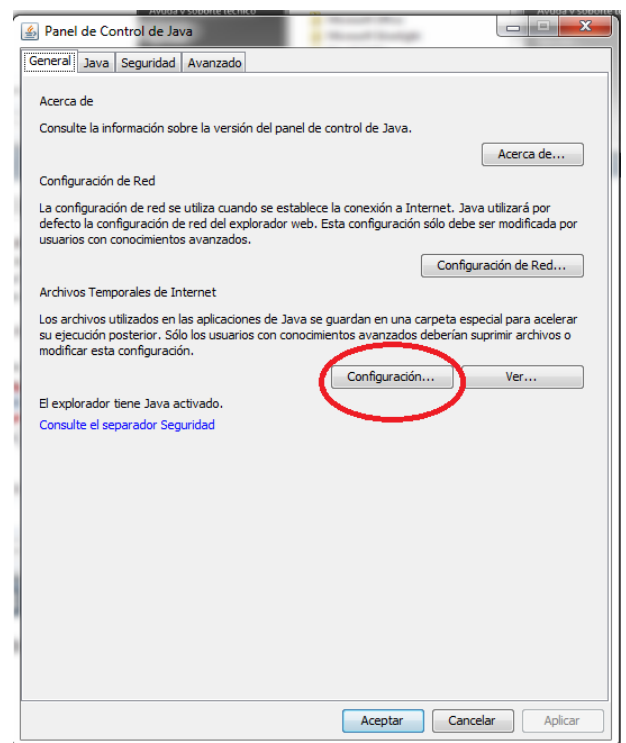 Ayuda y soporte técnico
Panel de Control de Java
General Java Seguridad Avanzado
Acerca de
Consulte la información sobre la versión del panel de control de Java.
Acerca de...
Configuración de Red
La configuración de red se utiliza cuando se establece la conexión a Internet. Java utilizará por
defecto la configuración de red del explorador web. Esta configuración sólo debe ser modificada por
usuarios con conocimientos avanzados.
Configuración de Red...
Archivos Temporales de Internet
Los archivos utilizados en las aplicaciones de Java se guardan en una carpeta especial para acelerar
su ejecución posterior. Sólo los usuarios con conocimientos avanzados deberían suprimir archivos o
modificar esta configuración.
Configuración... Ver...
El explorador tiene Java activado.
Consulte el separador Seguridad
Aceptar Cancelar Aplicar